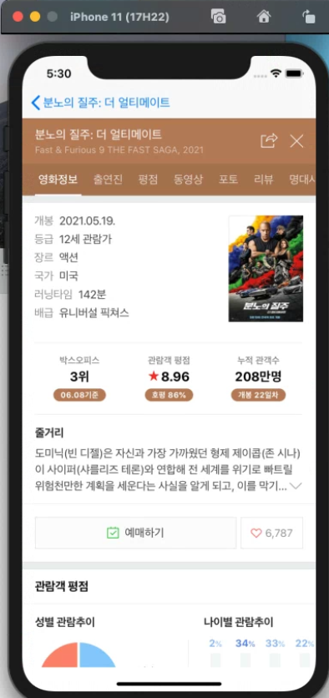 iPhone 11 (17H22)
5:30
분노의 질주: 더 얼티메이트
분노의 질주: 더 얼티메이트
Fast & Furious 9 THE FAST SAGA, 2021
영화정보 출연진 평점 동영상 포토 리뷰 명대사
개봉 2021.05.19.
등급 12세 관람가
장르 액션
국가 미국
러닝타임 142분
배급 유니버설 픽쳐스
분노의 질주
박스오피스 관람객 평점 누적 관객수
3위 ★8.96 208만명
06.08기준 호평 86% 개봉 22일차
줄거리
도미닉(빈 디젤)은 자신과 가장 가까웠던 형제 제이콥(존 시나)
이 사이퍼(샤를리즈 테론)와 연합해 전 세계를 위기로 빠트릴
위험천만한 계획을 세운다는 사실을 알게 되고, 이를 막기...
예매하기 6,787
관람객 평점
성별 관람추이 나이별 관람추이
2% 34% 33% 22%